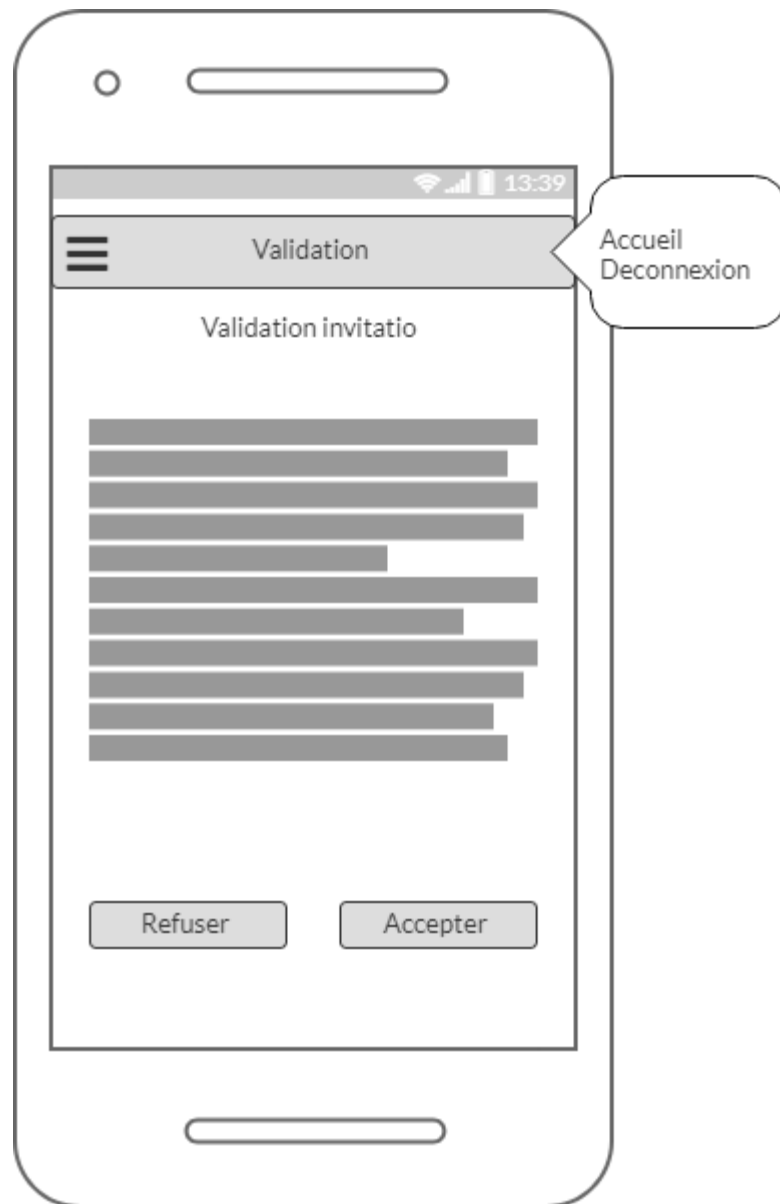 13:39
Validation
Accueil
Deconnexion
Validation invitatio
Refuser
Accepter